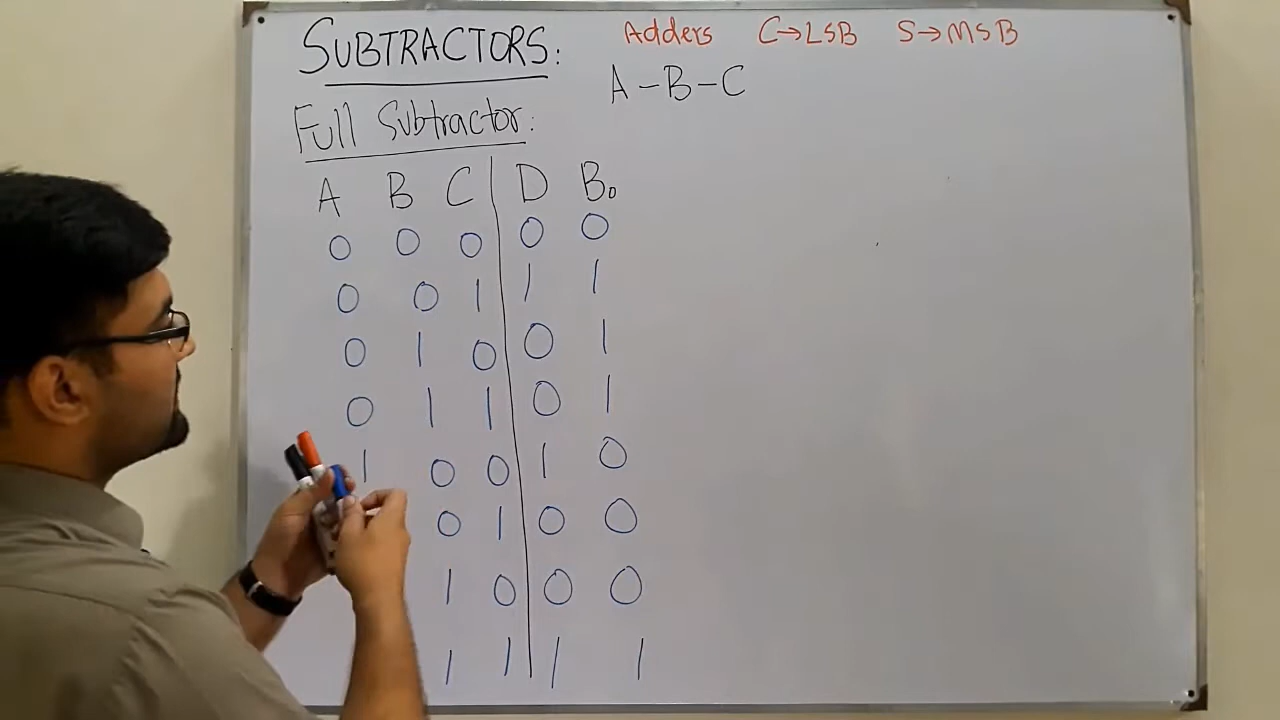 SUBTRACTORS: Adders C→LSB S→MSB
A-B-C
Full Subtractor:
A B C D B₀
0 0 0 0 0
0 0 1 1 1
0 1 0 0 1
0 1 1 0 1
1 0 0 1 0
0 1 0 0
1 0 0 0
1 1 1 1